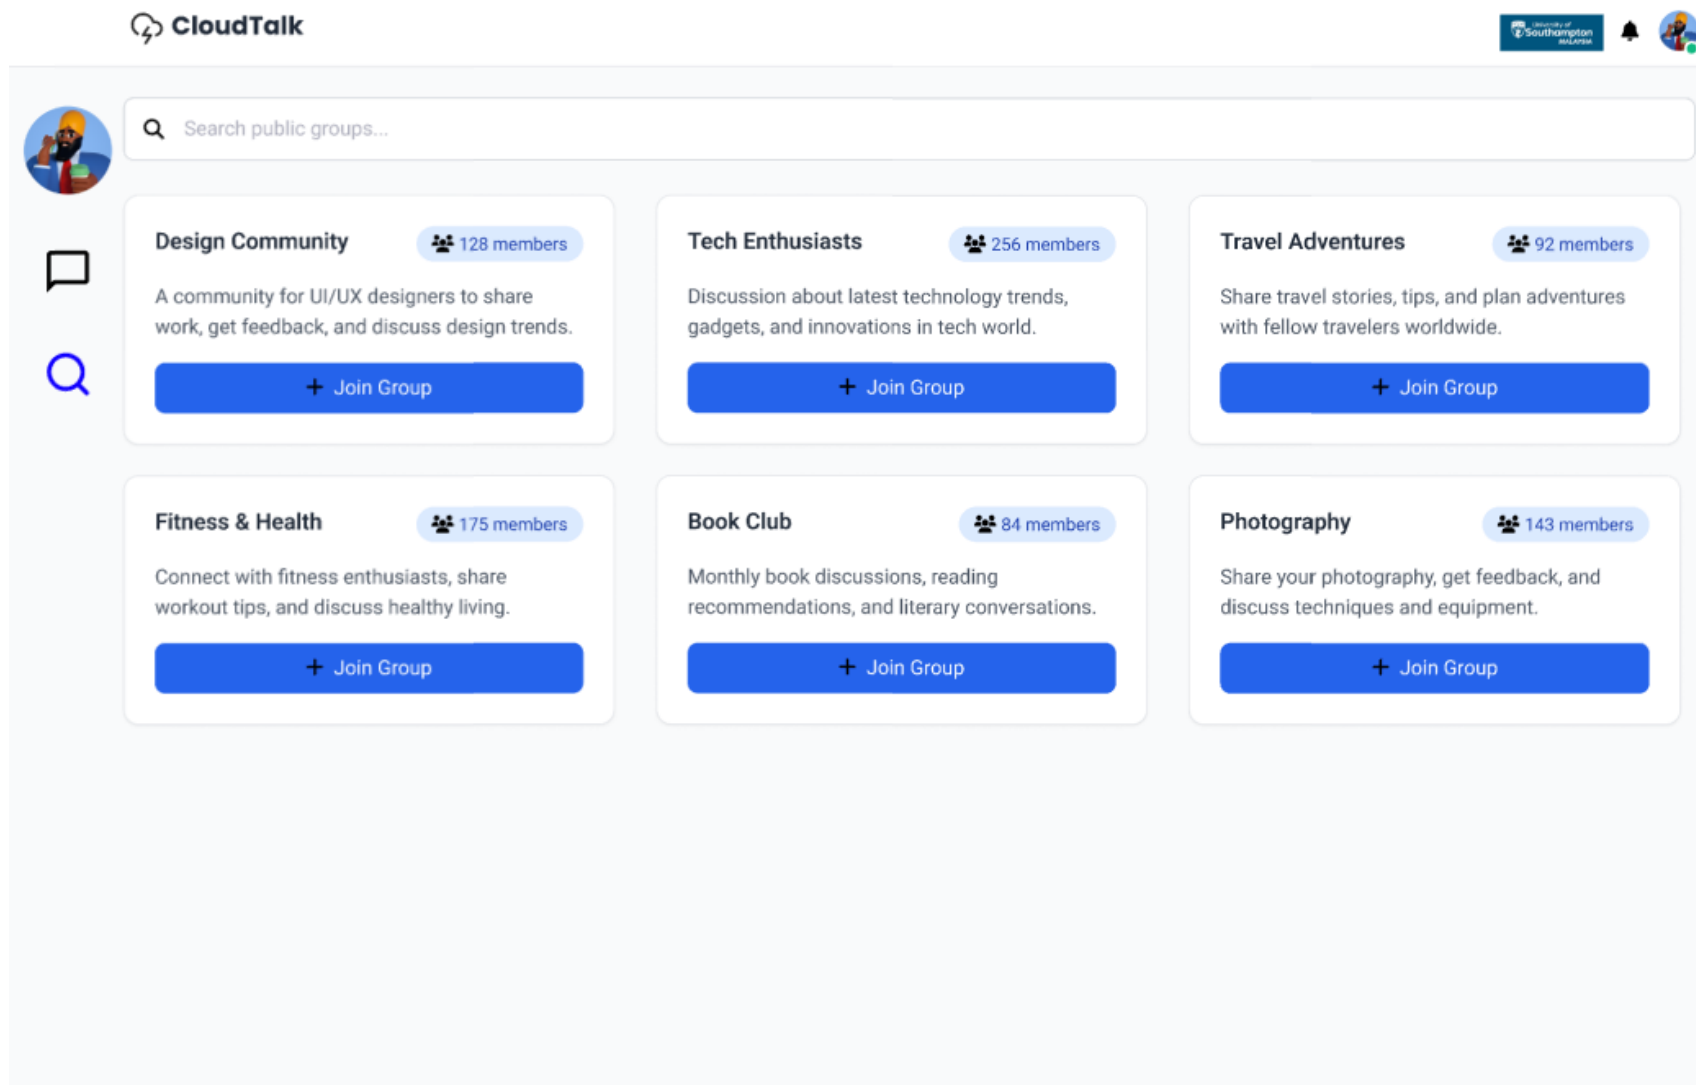 CloudTalk
University of
Southampton
MALAYSIA
Search public groups...
Design Community
128 members
A community for UI/UX designers to share
work, get feedback, and discuss design trends.
Join Group
Tech Enthusiasts
256 members
Discussion about latest technology trends,
gadgets, and innovations in tech world.
Join Group
Travel Adventures
92 members
Share travel stories, tips, and plan adventures
with fellow travelers worldwide.
Join Group
Fitness & Health
175 members
Connect with fitness enthusiasts, share
workout tips, and discuss healthy living.
Join Group
Book Club
84 members
Monthly book discussions, reading
recommendations, and literary conversations.
Join Group
Photography
143 members
Share your photography, get feedback, and
discuss techniques and equipment.
Join Group